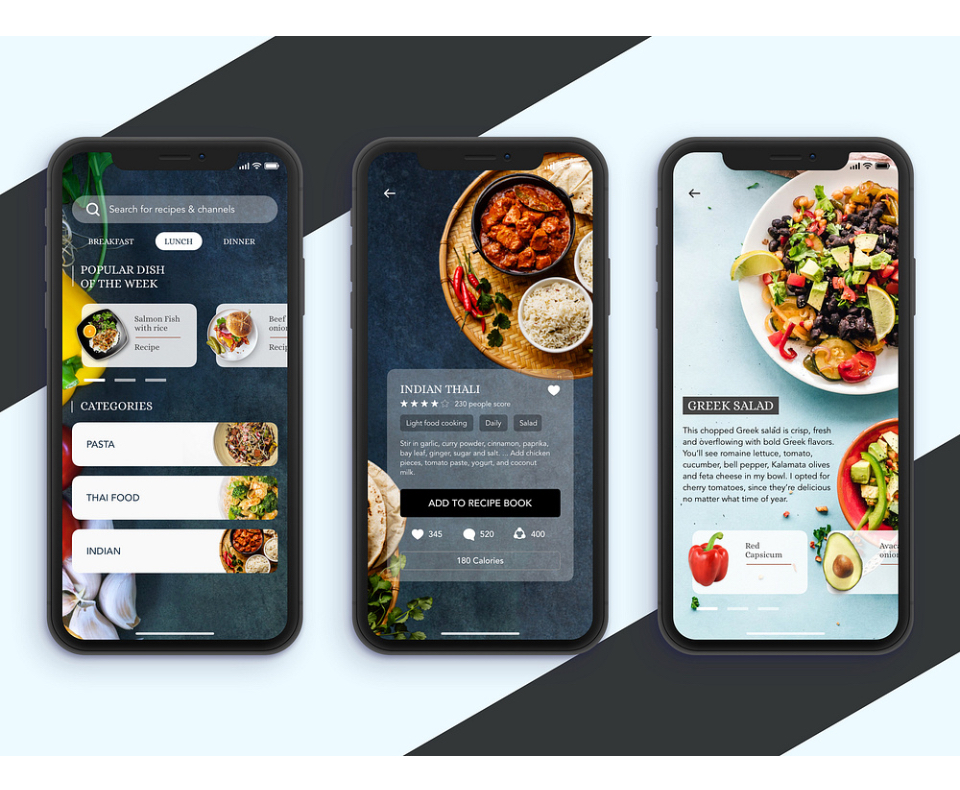 Search for recipes & channels
BREAKFAST
LUNCH
DINNER
POPULAR DISH
OF THE WEEK
Salmon Fish
with rice
Recipe
Beef
onion
Recip
CATEGORIES
PASTA
THAI FOOD
INDIAN
INDIAN THALI
230 people score
Light food cooking
Daily
Salad
Stir in garlic, curry powder, cinnamon, paprika,
bay leaf, ginger, sugar and salt. ... Add chicken
pieces, tomato paste, yogurt, and coconut
milk.
ADD TO RECIPE BOOK
345
520
400
180 Calories
GREEK SALAD
This chopped Greek salad is crisp, fresh
and overflowing with bold Greek flavors.
You'll see romaine lettuce, tomato,
cucumber, bell pepper, Kalamata olives
and feta cheese in my bowl. I opted for
cherry tomatoes, since they're delicious
no matter what time of year.
Red
Capsicum
Avaca
onion